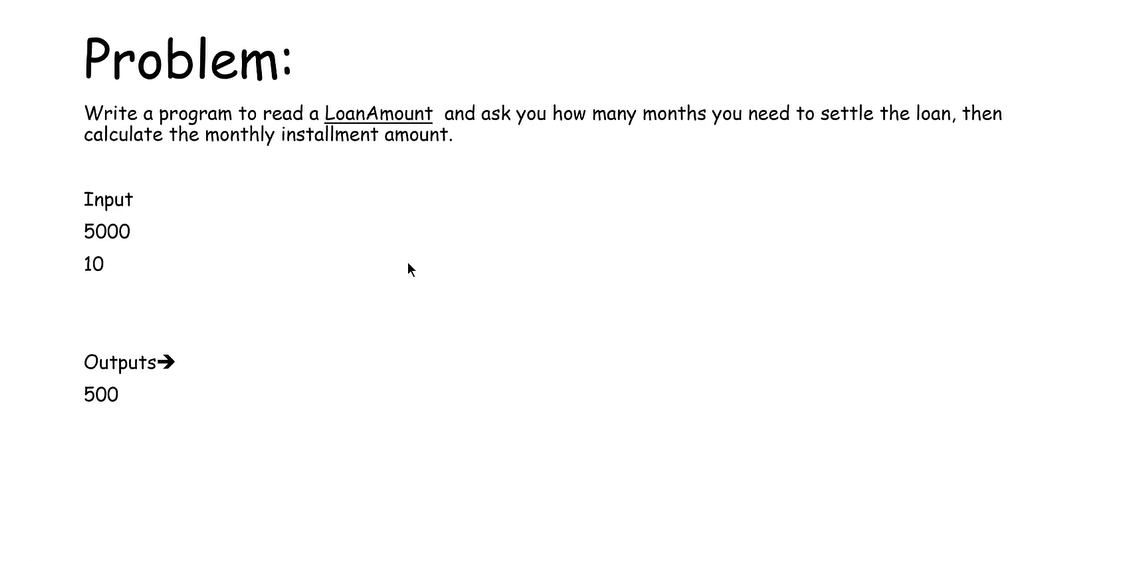 Problem:
Write a program to read a LoanAmount and ask you how many months you need to settle the loan, then
calculate the monthly installment amount.
Input
5000
10
Outputs➔
500